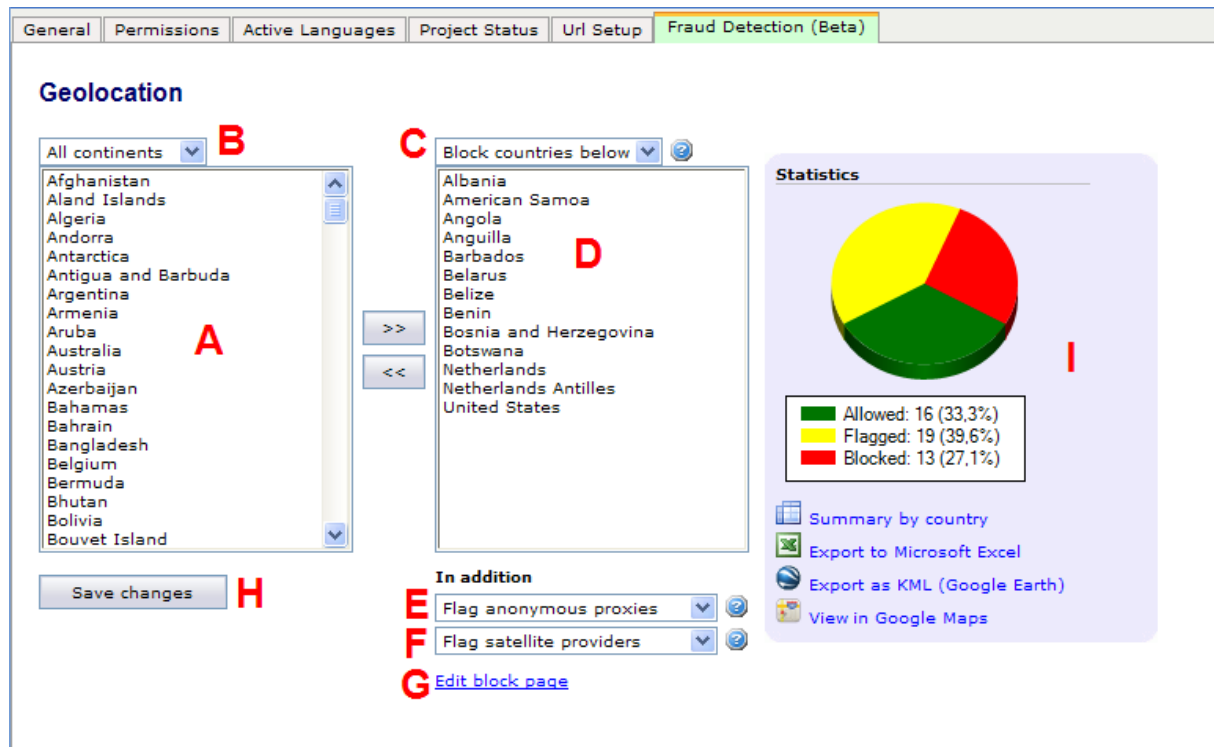 General Permissions Active Languages Project Status Url Setup Fraud Detection (Beta)
Geolocation
All continents
B
Afghanistan
Aland Islands
Algeria
Andorra
Antarctica
Antigua and Barbuda
Argentina
Armenia
Aruba
Australia
Austria
Azerbaijan
Bahamas
Bahrain
Bangladesh
Belgium
Bermuda
Bhutan
Bolivia
Bouvet Island
A
Save changes
H
>>
<<
C
Block countries below
Albania
American Samoa
Angola
Anguilla
Barbados
Belarus
Belize
Benin
Bosnia and Herzegovina
Botswana
Netherlands
Netherlands Antilles
United States
D
In addition
E
Flag anonymous proxies
F
Flag satellite providers
G
Edit block page
Statistics
I
Allowed: 16 (33,3%)
Flagged: 19 (39,6%)
Blocked: 13 (27,1%)
Summary by country
Export to Microsoft Excel
Export as KML (Google Earth)
View in Google Maps